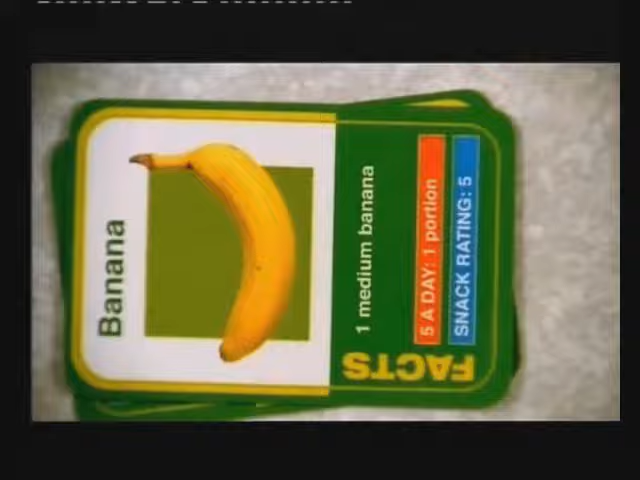 Banana
1 medium banana
5 A DAY: 1 portion
SNACK RATING: 5
FACTS